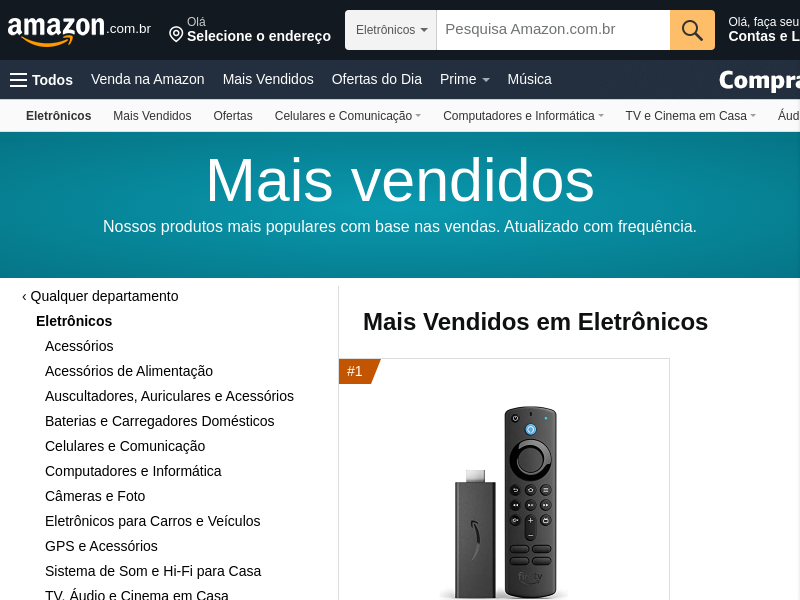 amazon.com.br
Olá
Selecione o endereço
Eletrônicos
Pesquisa Amazon.com.br
Olá, faça seu
Contas e L
Todos
Venda na Amazon
Mais Vendidos
Ofertas do Dia
Prime
Música
Compra
Eletrônicos
Mais Vendidos
Ofertas
Celulares e Comunicação
Computadores e Informática
TV e Cinema em Casa
Áud
Mais vendidos
Nossos produtos mais populares com base nas vendas. Atualizado com frequência.
‹ Qualquer departamento
Eletrônicos
Acessórios
Acessórios de Alimentação
Auscultadores, Auriculares e Acessórios
Baterias e Carregadores Domésticos
Celulares e Comunicação
Computadores e Informática
Câmeras e Foto
Eletrônicos para Carros e Veículos
GPS e Acessórios
Sistema de Som e Hi-Fi para Casa
TV, Áudio e Cinema em Casa
Mais Vendidos em Eletrônicos
#1
fire tv